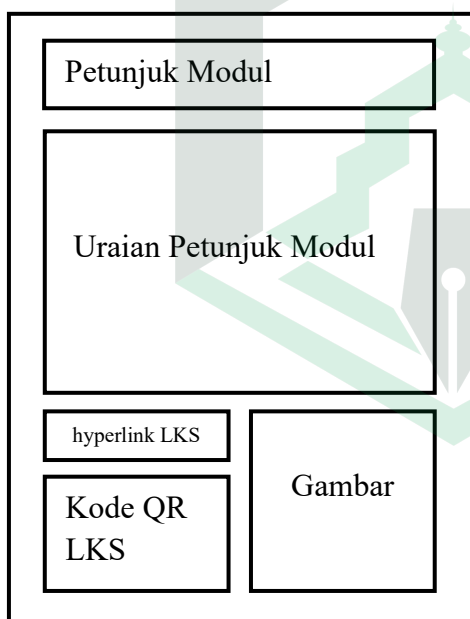 Petunjuk Modul
Uraian Petunjuk Modul
hyperlink LKS
Kode QR
LKS
Gambar